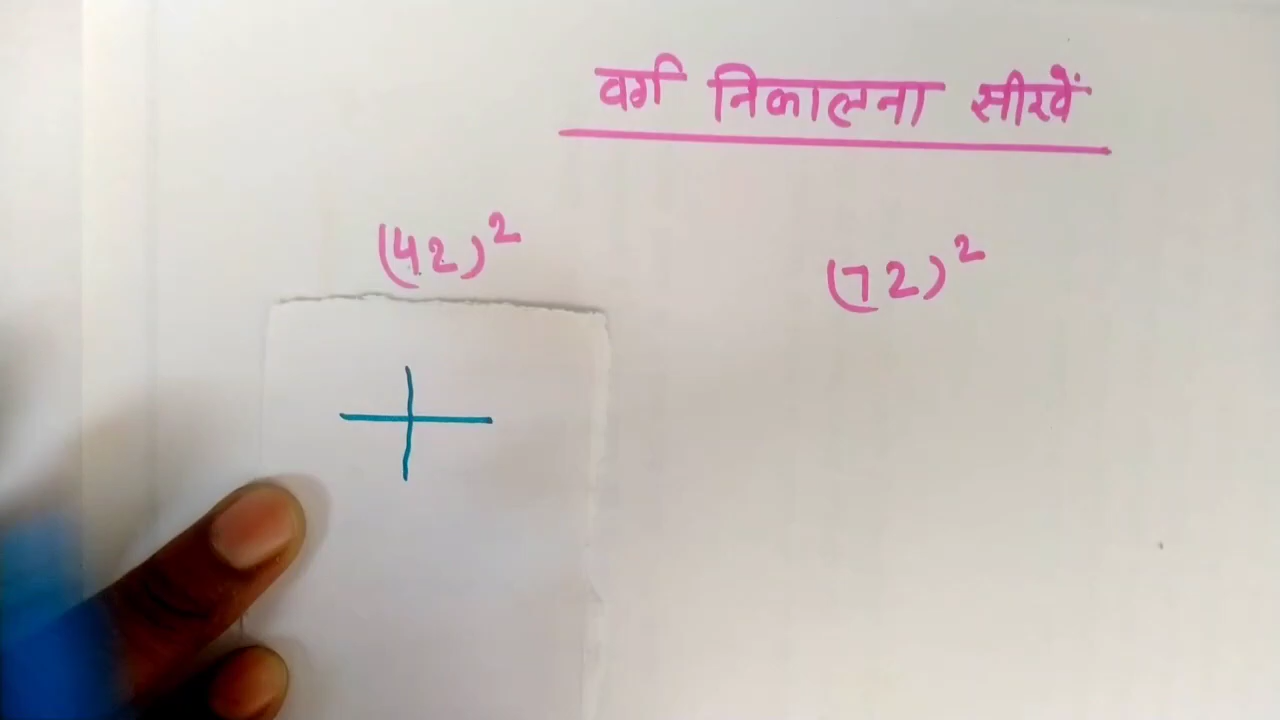 वर्ग निकालना सीखें
(42)²
(72)²